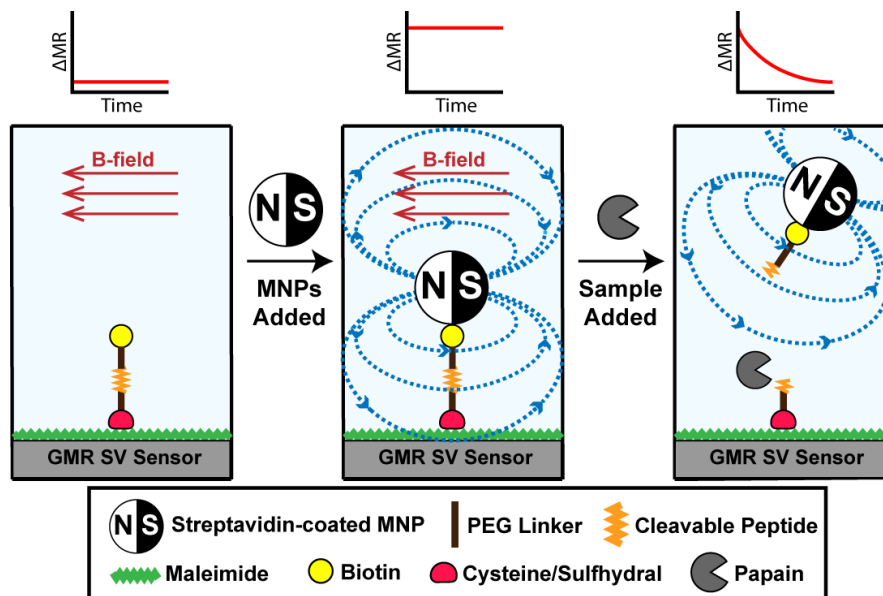 ΔMR
Time
ΔMR
Time
ΔMR
Time
B-field
N S
MNPs
Added
B-field
N S
Sample
Added
N S
GMR SV Sensor
GMR SV Sensor
GMR SV Sensor
N S
Streptavidin-coated MNP
PEG Linker
Cleavable Peptide
Maleimide
Biotin
Cysteine/Sulfhydral
Papain